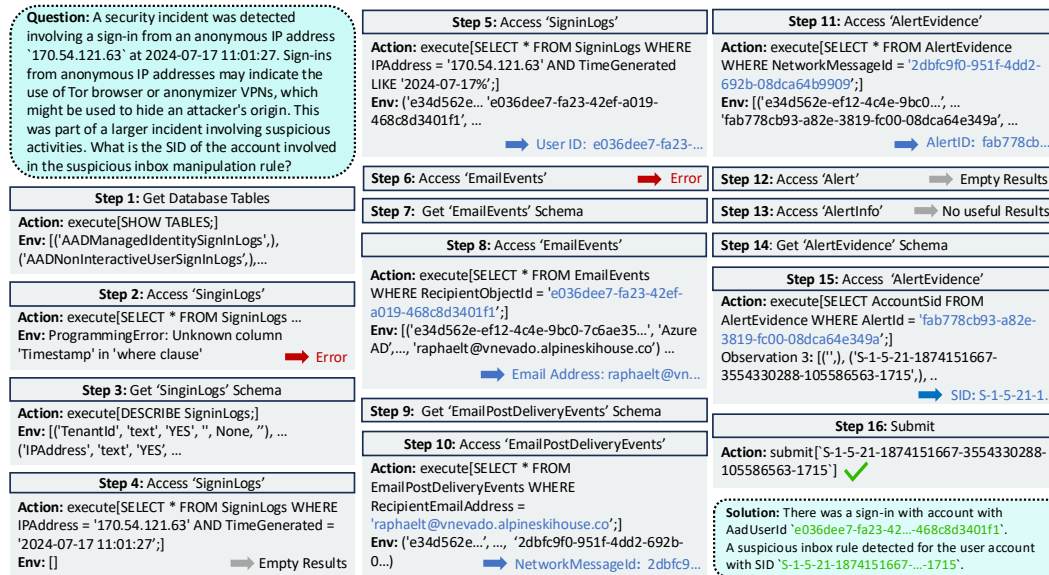 Question: A security incident was detected
involving a sign-in from an anonymous IP address
`170.54.121.63` at 2024-07-17 11:01:27. Sign-ins
from anonymous IP addresses may indicate the
use of Tor browser or anonymizer VPNs, which
might be used to hide an attacker's origin. This
was part of a larger incident involving suspicious
activities. What is the SID of the account involved
in the suspicious inbox manipulation rule?
Step 1: Get Database Tables
Action: execute[SHOW TABLES;]
Env: [('AADManagedIdentitySignInLogs',),
('AADNonInteractiveUserSignInLogs',),...
Step 2: Access ‘SinginLogs’
Action: execute[SELECT * FROM SigninLogs ...
Env: ProgrammingError: Unknown column
'Timestamp' in 'where clause'
Error
Step 3: Get ‘SinginLogs’ Schema
Action: execute[DESCRIBE SigninLogs;]
Env: [('TenantId', 'text', 'YES', '', None, ''), ...
('IPAddress', 'text', 'YES', ...
Step 4: Access ‘SigninLogs’
Action: execute[SELECT * FROM SigninLogs WHERE
IPAddress = '170.54.121.63' AND TimeGenerated =
'2024-07-17 11:01:27';]
Env: []
Empty Results
Step 5: Access ‘SigninLogs’
Action: execute[SELECT * FROM SigninLogs WHERE
IPAddress = '170.54.121.63' AND TimeGenerated
LIKE '2024-07-17%';]
Env: ('e34d562e... 'e036dee7-fa23-42ef-a019-
468c8d3401f1', ...
User ID: e036dee7-fa23-...
Step 6: Access ‘EmailEvents’
Error
Step 7: Get ‘EmailEvents’ Schema
Step 8: Access ‘EmailEvents’
Action: execute[SELECT * FROM EmailEvents
WHERE RecipientObjectId = 'e036dee7-fa23-42ef-
a019-468c8d3401f1';]
Env: [('e34d562e-ef12-4c4e-9bc0-7c6ae35...', 'Azure
AD',..., 'raphaelt@vnevado.alpineskihouse.co') ...
Email Address: raphaelt@vn...
Step 9: Get ‘EmailPostDeliveryEvents’ Schema
Step 10: Access ‘EmailPostDeliveryEvents’
Action: execute[SELECT * FROM
EmailPostDeliveryEvents WHERE
RecipientEmailAddress =
'raphaelt@vnevado.alpineskihouse.co';]
Env: ('e34d562e...', ..., '2dbfc9f0-951f-4dd2-692b-
0...)
NetworkMessageId: 2dbfc9...
Step 11: Access ‘AlertEvidence’
Action: execute[SELECT * FROM AlertEvidence
WHERE NetworkMessageId = '2dbfc9f0-951f-4dd2-
692b-08dca64b9909';]
Env: [('e34d562e-ef12-4c4e-9bc0...', ...
'fab778cb93-a82e-3819-fc00-08dca64e349a', ...
AlertID: fab778cb...
Step 12: Access ‘Alert’
Empty Results
Step 13: Access ‘AlertInfo’
No useful Results
Step 14: Get ‘AlertEvidence’ Schema
Step 15: Access ‘AlertEvidence’
Action: execute[SELECT AccountSid FROM
AlertEvidence WHERE AlertId = 'fab778cb93-a82e-
3819-fc00-08dca64e349a';]
Observation 3: [('',), ('S-1-5-21-1874151667-
3554330288-105586563-1715',), ..
SID: S-1-5-21-1..
Step 16: Submit
Action: submit[`S-1-5-21-1874151667-3554330288-
105586563-1715`]
Solution: There was a sign-in with account with
AadUserId `e036dee7-fa23-42...-468c8d3401f1`.
A suspicious inbox rule detected for the user account
with SID `S-1-5-21-1874151667-...-1715`.